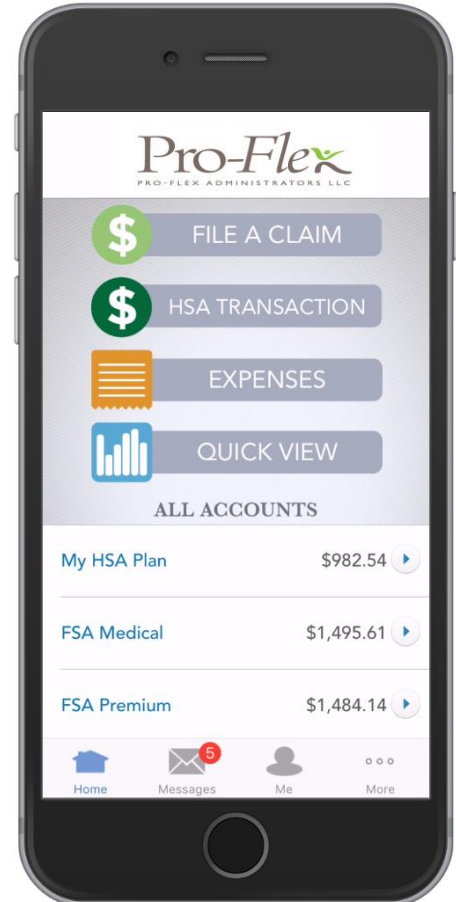 Pro-Flex
PRO-FLEX ADMINISTRATORS LLC
$ FILE A CLAIM
$ HSA TRANSACTION
EXPENSES
QUICK VIEW
ALL ACCOUNTS
My HSA Plan $982.54
FSA Medical $1,495.61
FSA Premium $1,484.14
5
Home Messages Me More